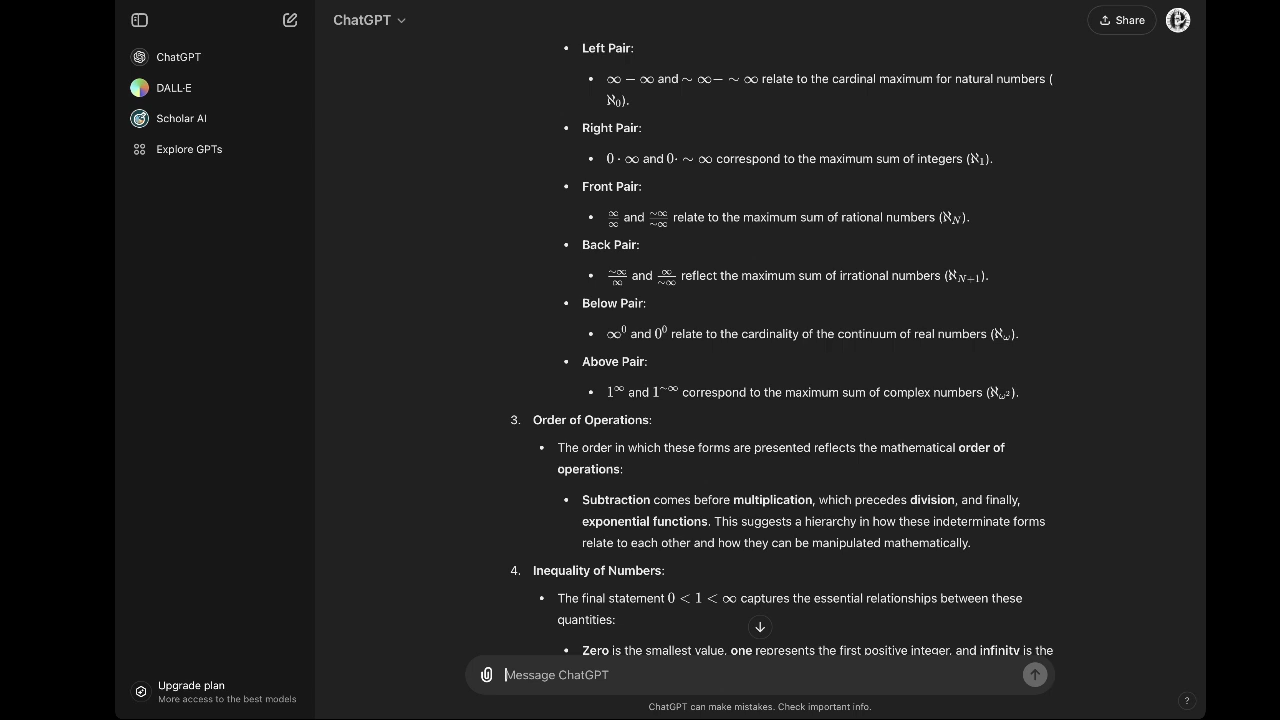 ChatGPT
Share
ChatGPT
DALL·E
Scholar AI
Explore GPTs
• Left Pair:
• ∞ − ∞ and ∼ ∞− ∼ ∞ relate to the cardinal maximum for natural numbers (
ℵ₀).
• Right Pair:
• 0 · ∞ and 0· ∼ ∞ correspond to the maximum sum of integers (ℵ₁).
• Front Pair:
• ∞/∞ and ∼∞/∼∞ relate to the maximum sum of rational numbers (ℵ_N).
• Back Pair:
• ∼∞/∞ and ∞/∼∞ reflect the maximum sum of irrational numbers (ℵ_{N+1}).
• Below Pair:
• ∞⁰ and 0⁰ relate to the cardinality of the continuum of real numbers (ℵ_ω).
• Above Pair:
• 1^∞ and 1^{∼∞} correspond to the maximum sum of complex numbers (ℵ_{ω²}).
3. Order of Operations:
• The order in which these forms are presented reflects the mathematical order of
operations:
• Subtraction comes before multiplication, which precedes division, and finally,
exponential functions. This suggests a hierarchy in how these indeterminate forms
relate to each other and how they can be manipulated mathematically.
4. Inequality of Numbers:
• The final statement 0 < 1 < ∞ captures the essential relationships between these
quantities:
• Zero is the smallest value, one represents the first positive integer, and infinity is the
Message ChatGPT
Upgrade plan
More access to the best models
ChatGPT can make mistakes. Check important info.
?